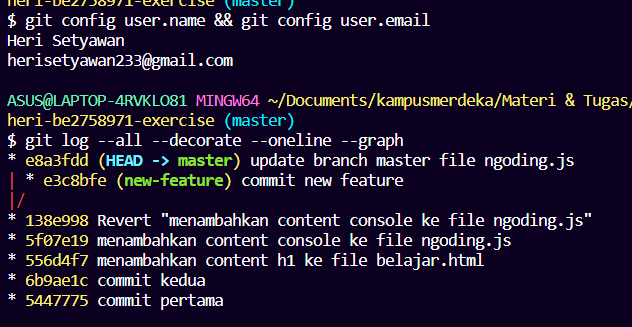 heri-be2758971-exercise (master)
$ git config user.name && git config user.email
Heri Setyawan
herisetyawan233@gmail.com
ASUS@LAPTOP-4RVKLO81 MINGW64 ~/Documents/kampusmerdeka/Materi & Tugas/
heri-be2758971-exercise (master)
$ git log --all --decorate --oneline --graph
* e8a3fdd (HEAD -> master) update branch master file ngoding.js
| * e3c8bfe (new-feature) commit new feature
|/
* 138e998 Revert "menambahkan content console ke file ngoding.js"
* 5f07e19 menambahkan content console ke file ngoding.js
* 556d4f7 menambahkan content h1 ke file belajar.html
* 6b9ae1c commit kedua
* 5447775 commit pertama